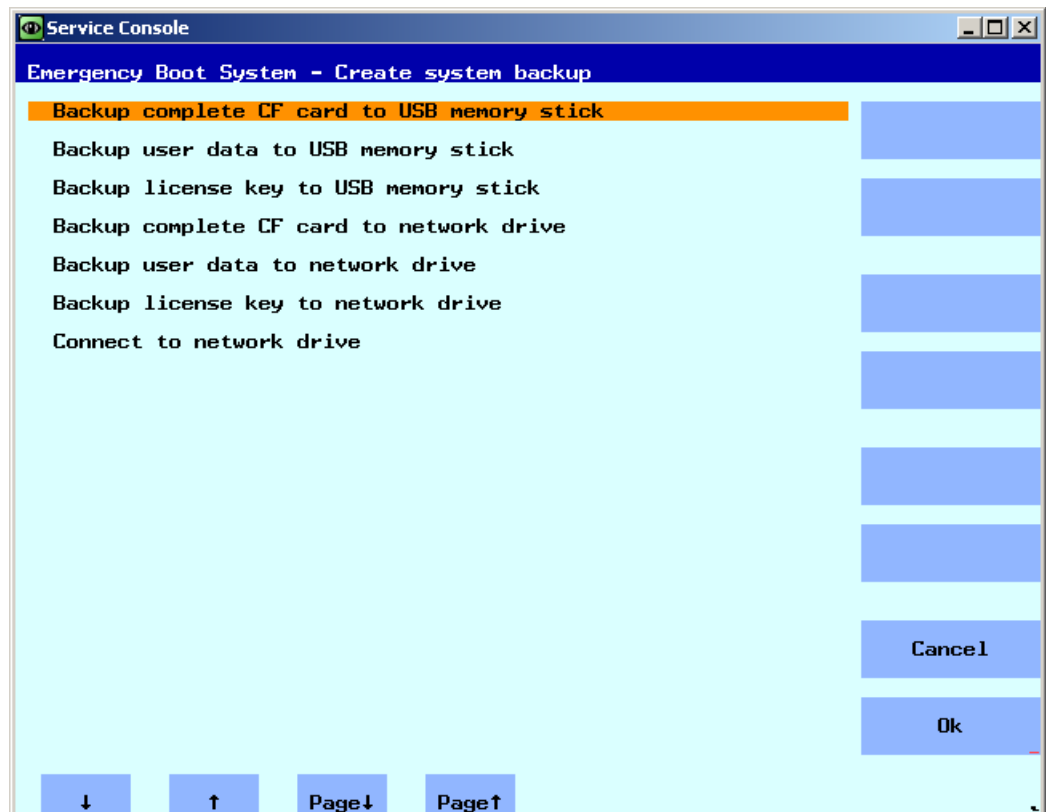 Service Console
Emergency Boot System - Create system backup
Backup complete CF card to USB memory stick
Backup user data to USB memory stick
Backup license key to USB memory stick
Backup complete CF card to network drive
Backup user data to network drive
Backup license key to network drive
Connect to network drive
Cancel
Ok
↓ ↑ Page↓ Page↑